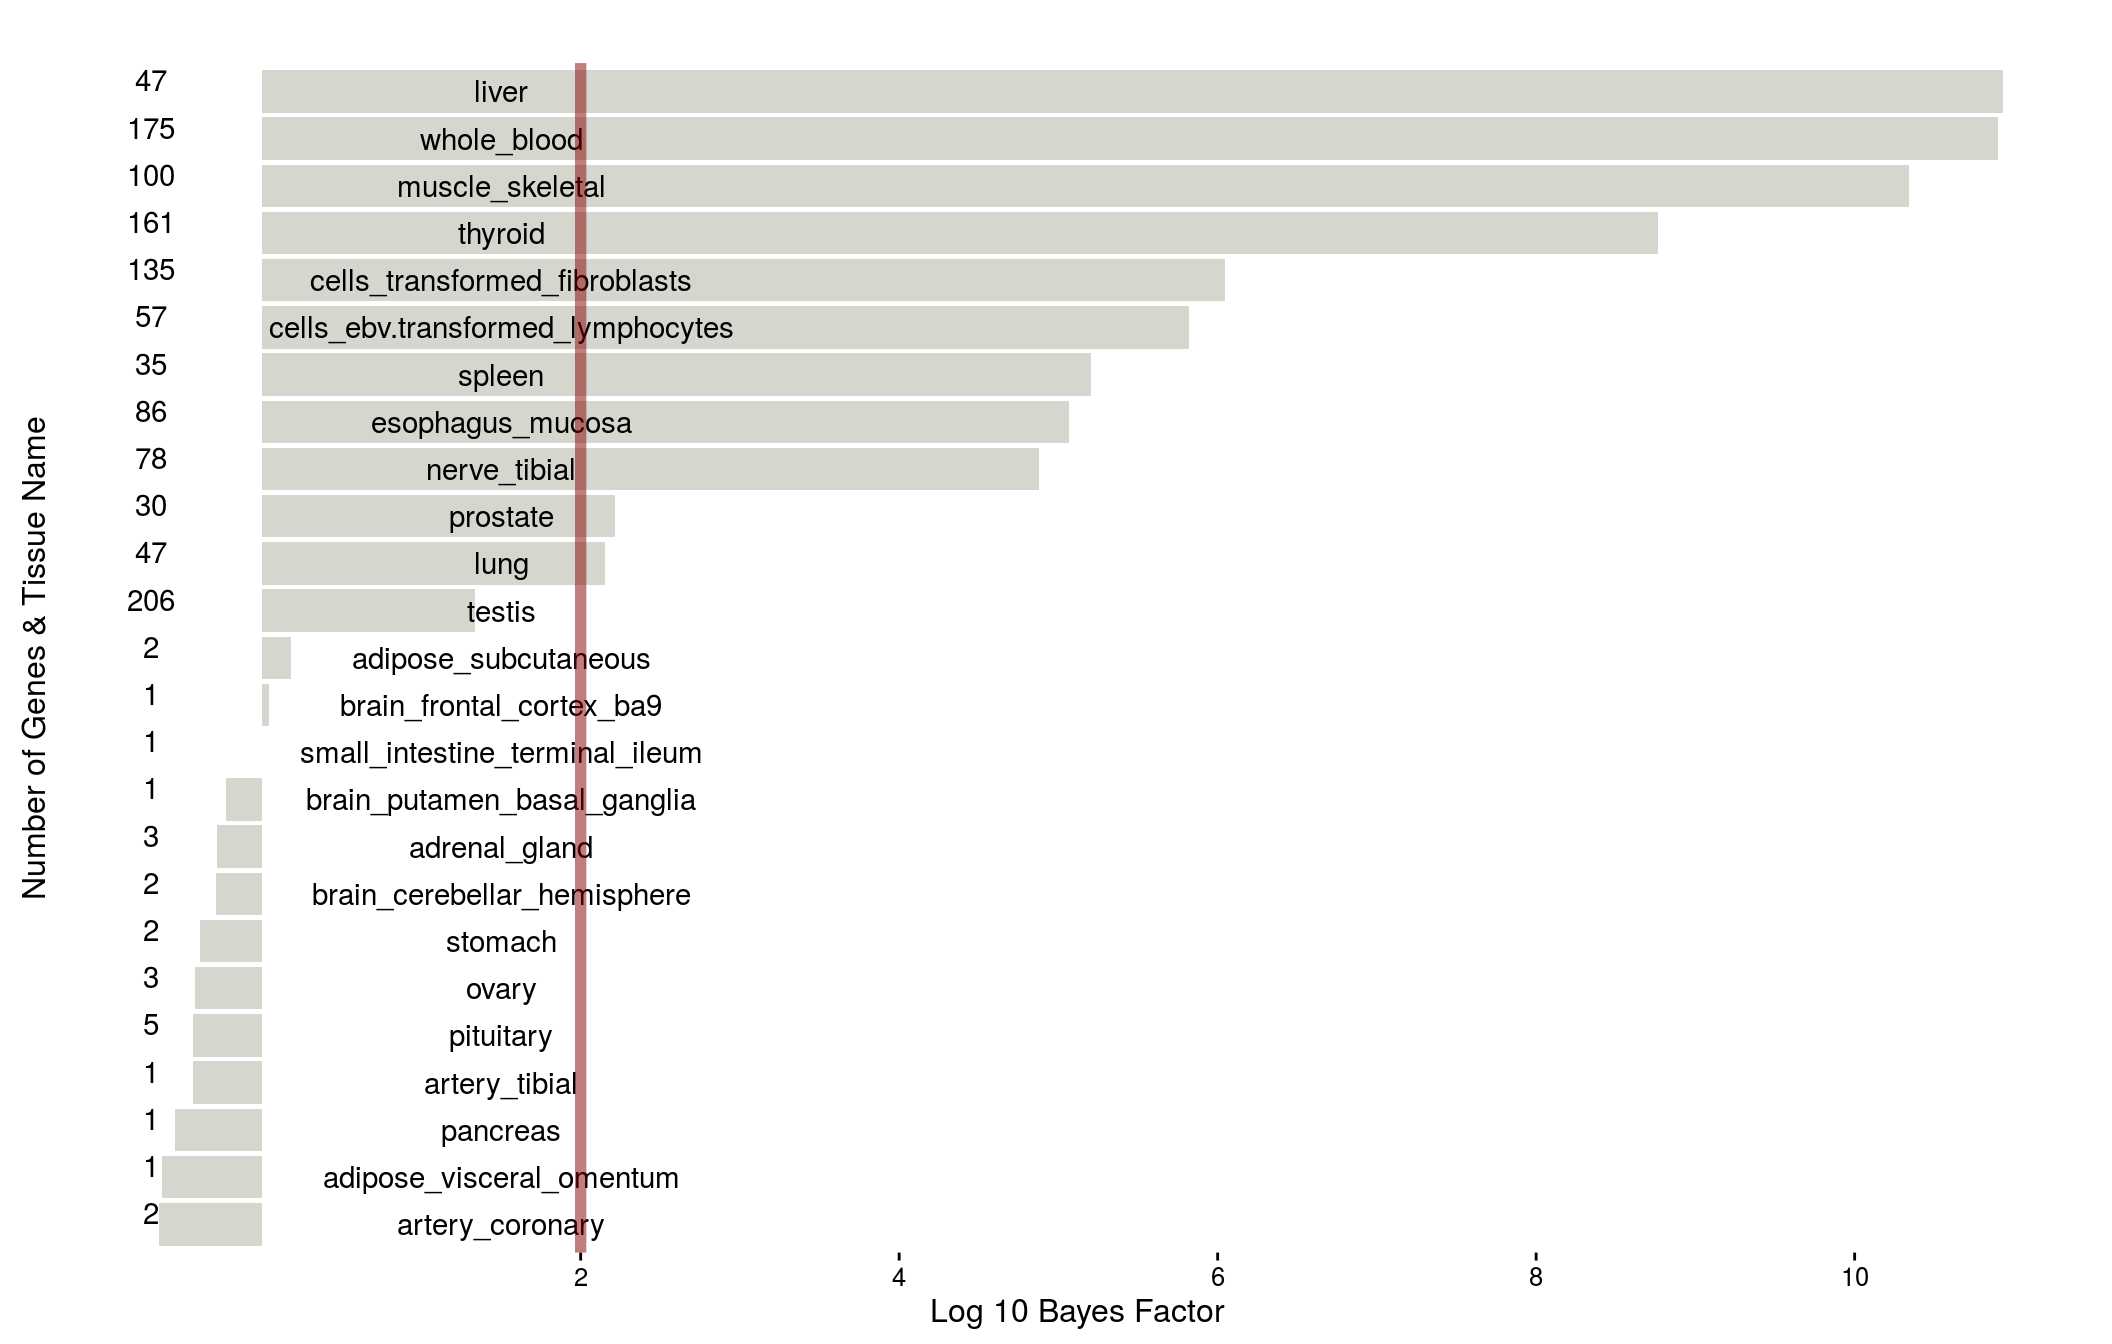 Number of Genes & Tissue Name
47 liver
175 whole_blood
100 muscle_skeletal
161 thyroid
135 cells_transformed_fibroblasts
57 cells_ebv.transformed_lymphocytes
35 spleen
86 esophagus_mucosa
78 nerve_tibial
30 prostate
47 lung
206 testis
2 adipose_subcutaneous
1 brain_frontal_cortex_ba9
1 small_intestine_terminal_ileum
1 brain_putamen_basal_ganglia
3 adrenal_gland
2 brain_cerebellar_hemisphere
2 stomach
3 ovary
5 pituitary
1 artery_tibial
1 pancreas
1 adipose_visceral_omentum
2 artery_coronary
2 4 6 8 10
Log 10 Bayes Factor